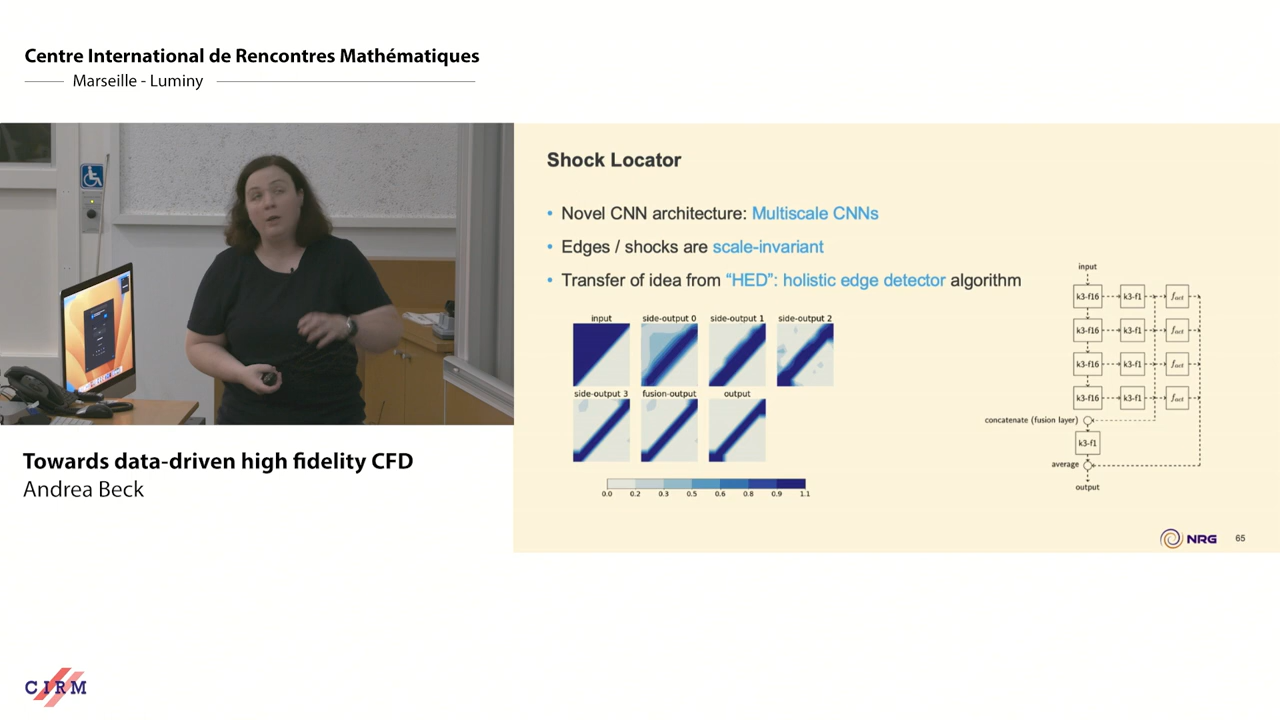 Centre International de Rencontres Mathématiques
Marseille - Luminy
Towards data-driven high fidelity CFD
Andrea Beck
CIRM
Shock Locator
• Novel CNN architecture: Multiscale CNNs
• Edges / shocks are scale-invariant
• Transfer of idea from “HED”: holistic edge detector algorithm
input side-output 0 side-output 1 side-output 2
side-output 3 fusion-output output
0.0 0.2 0.3 0.5 0.6 0.8 0.9 1.1
input
k3-f16 k3-f1 fact
k3-f16 k3-f1 fact
k3-f16 k3-f1 fact
k3-f16 k3-f1 fact
concatenate (fusion layer)
k3-f1
average
output
NRG 65